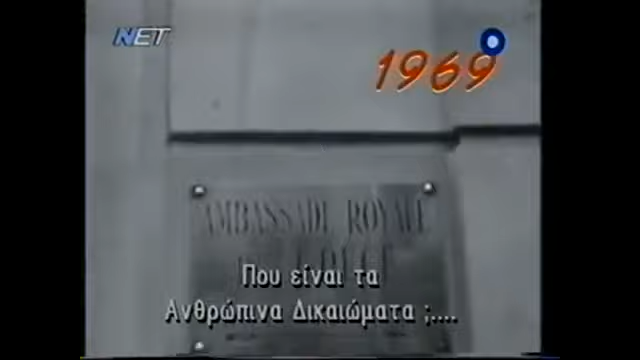 NET
1969
AMBASSADE ROYALE
Που είναι τα
Ανθρώπινα Δικαιώματα ;....